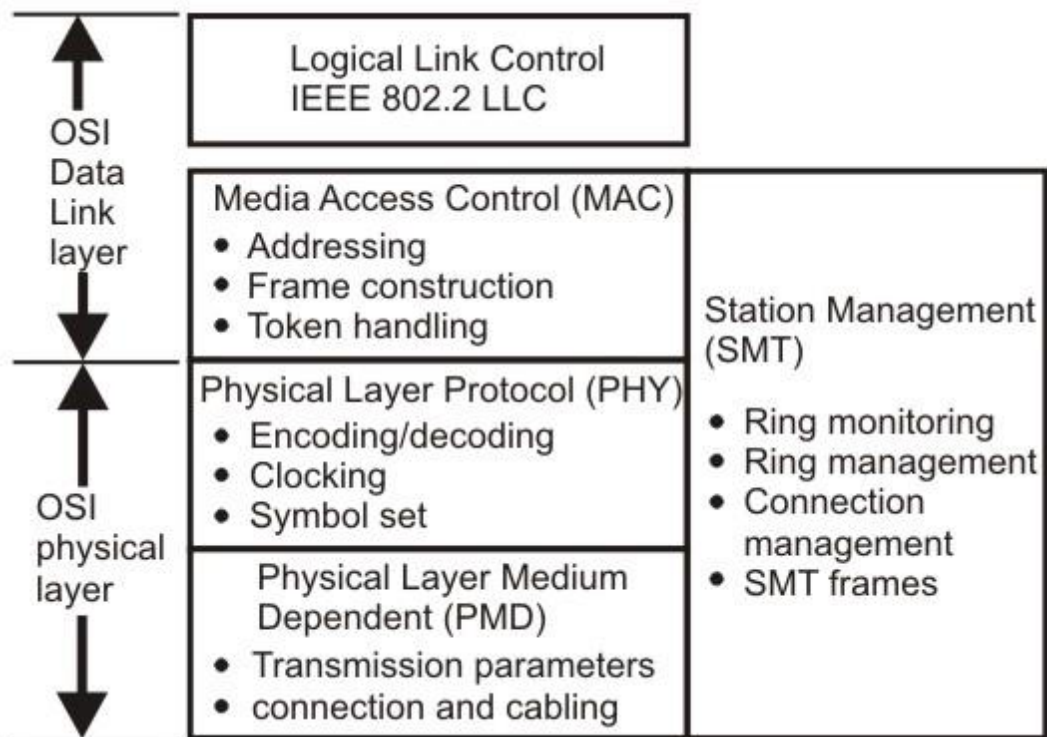 OSI
Data
Link
layer
Logical Link Control
IEEE 802.2 LLC
Media Access Control (MAC)
• Addressing
• Frame construction
• Token handling
OSI
physical
layer
Physical Layer Protocol (PHY)
• Encoding/decoding
• Clocking
• Symbol set
Physical Layer Medium
Dependent (PMD)
• Transmission parameters
• connection and cabling
Station Management
(SMT)
• Ring monitoring
• Ring management
• Connection
management
• SMT frames